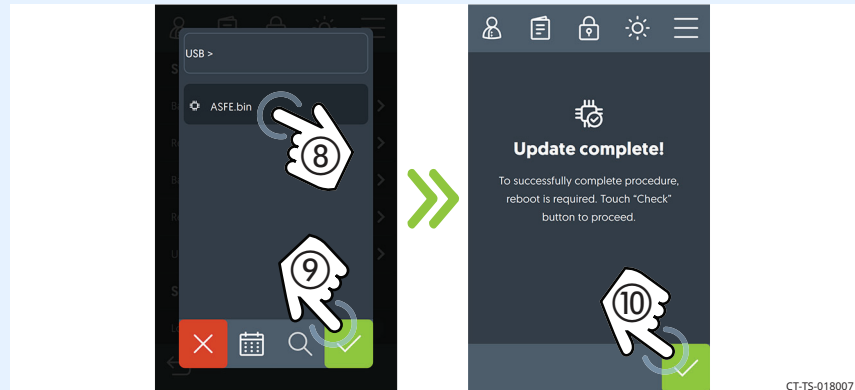 USB >
ASFE.bin
8
9
Update complete!
To successfully complete procedure,
reboot is required. Touch “Check”
button to proceed.
10
CT-TS-018007